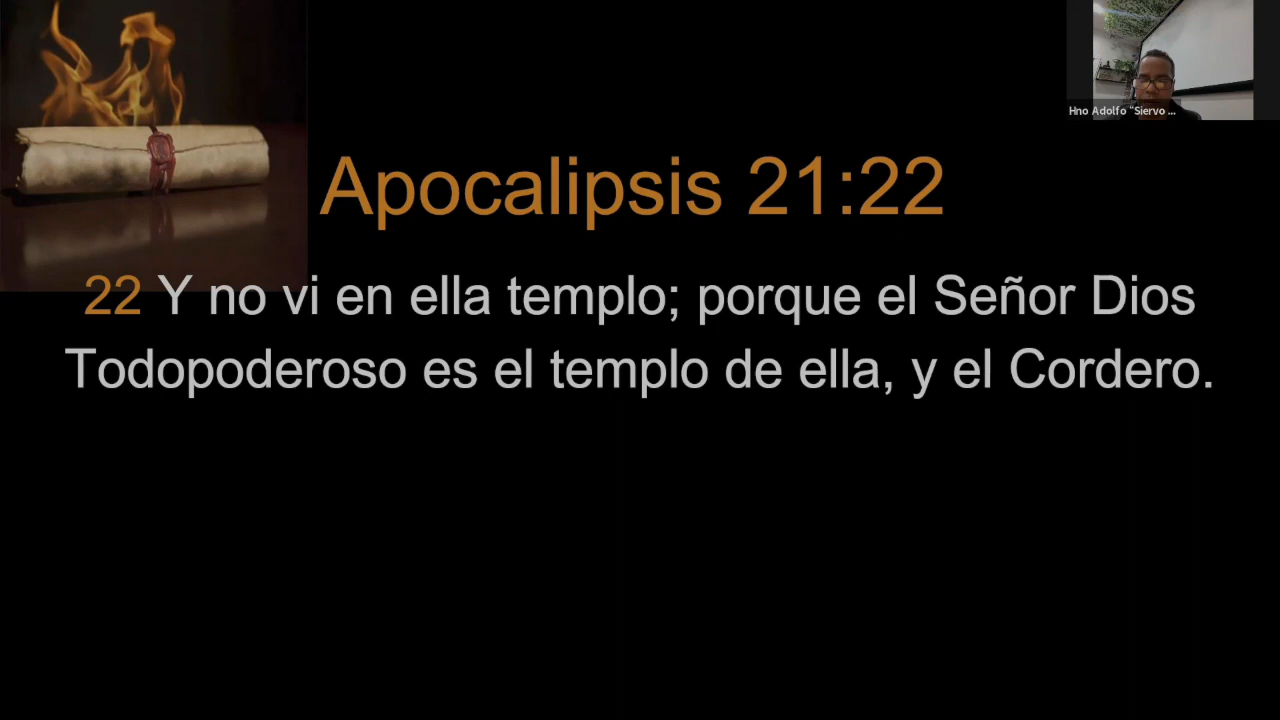 Hno Adolfo "Siervo ...
Apocalipsis 21:22
22 Y no vi en ella templo; porque el Señor Dios
Todopoderoso es el templo de ella, y el Cordero.